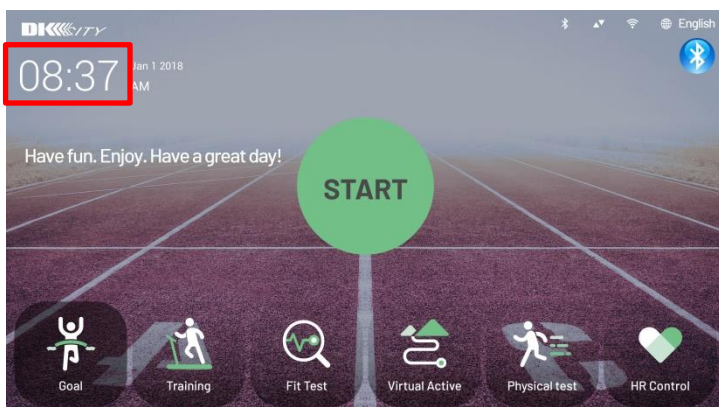 DKCITY
English
08:37
Jan 1 2018
AM
Have fun. Enjoy. Have a great day!
START
Goal
Training
Fit Test
Virtual Active
Physical test
HR Control